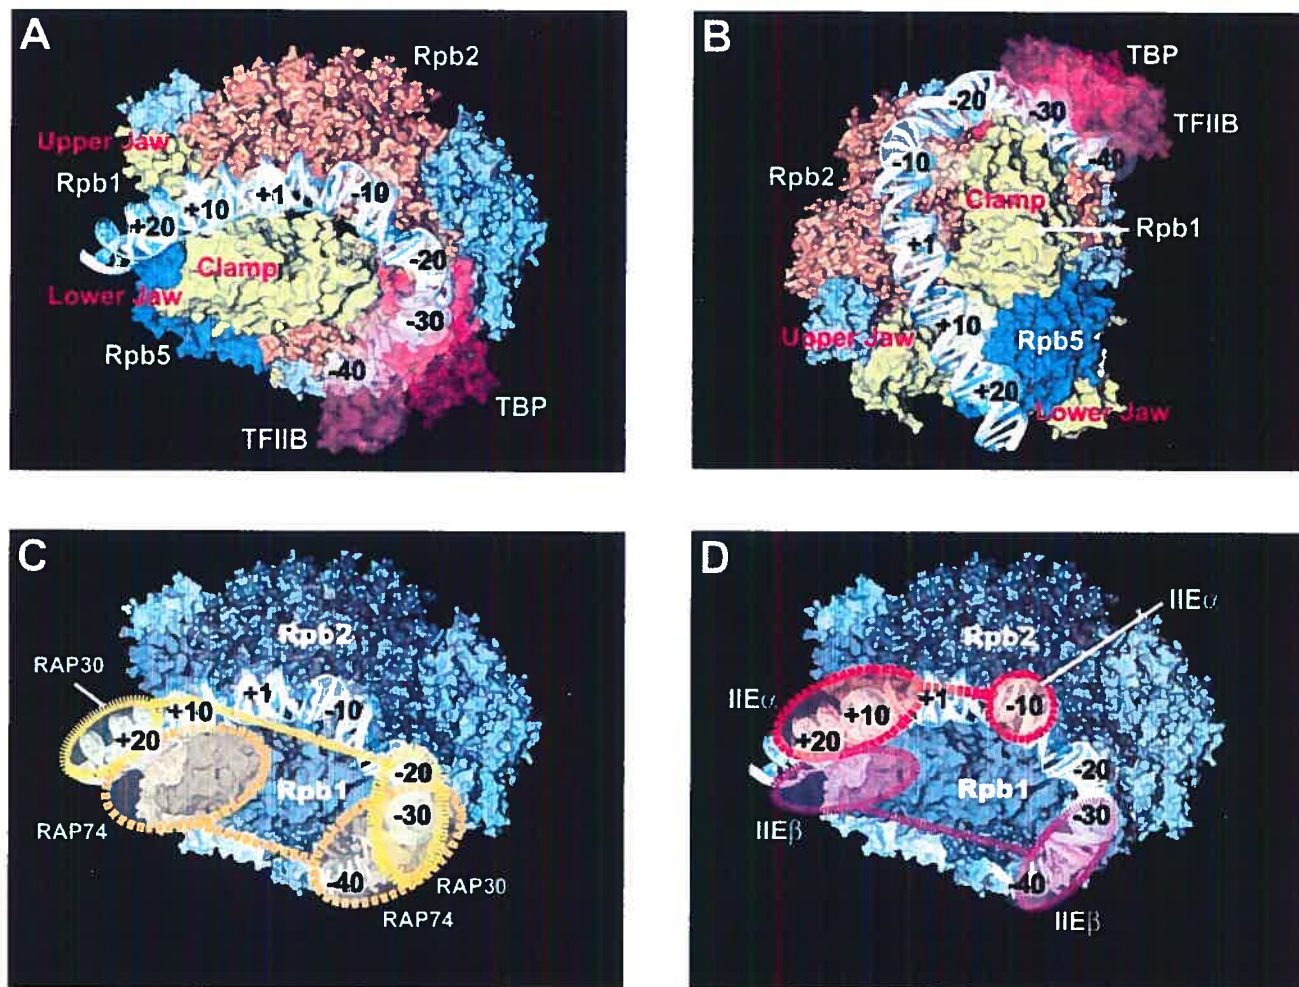 A
Rpb2
Upper Jaw
Rpb1
+20
+10
+1
-10
Clamp
-20
Lower Jaw
-30
Rpb5
-40
TBP
TFIIB
B
TBP
-20
-30
TFIIB
-10
-40
Rpb2
Clamp
Rpb1
+1
+10
Upper Jaw
Rpb5
+20
Lower Jaw
C
Rpb2
RAP30
+1
+10
-10
+20
-20
Rpb1
-30
RAP74
-40
RAP30
RAP74
D
IIEα
Rpb2
IIEα
+1
-10
+10
+20
-20
Rpb1
-30
IIEβ
-40
IIEβ